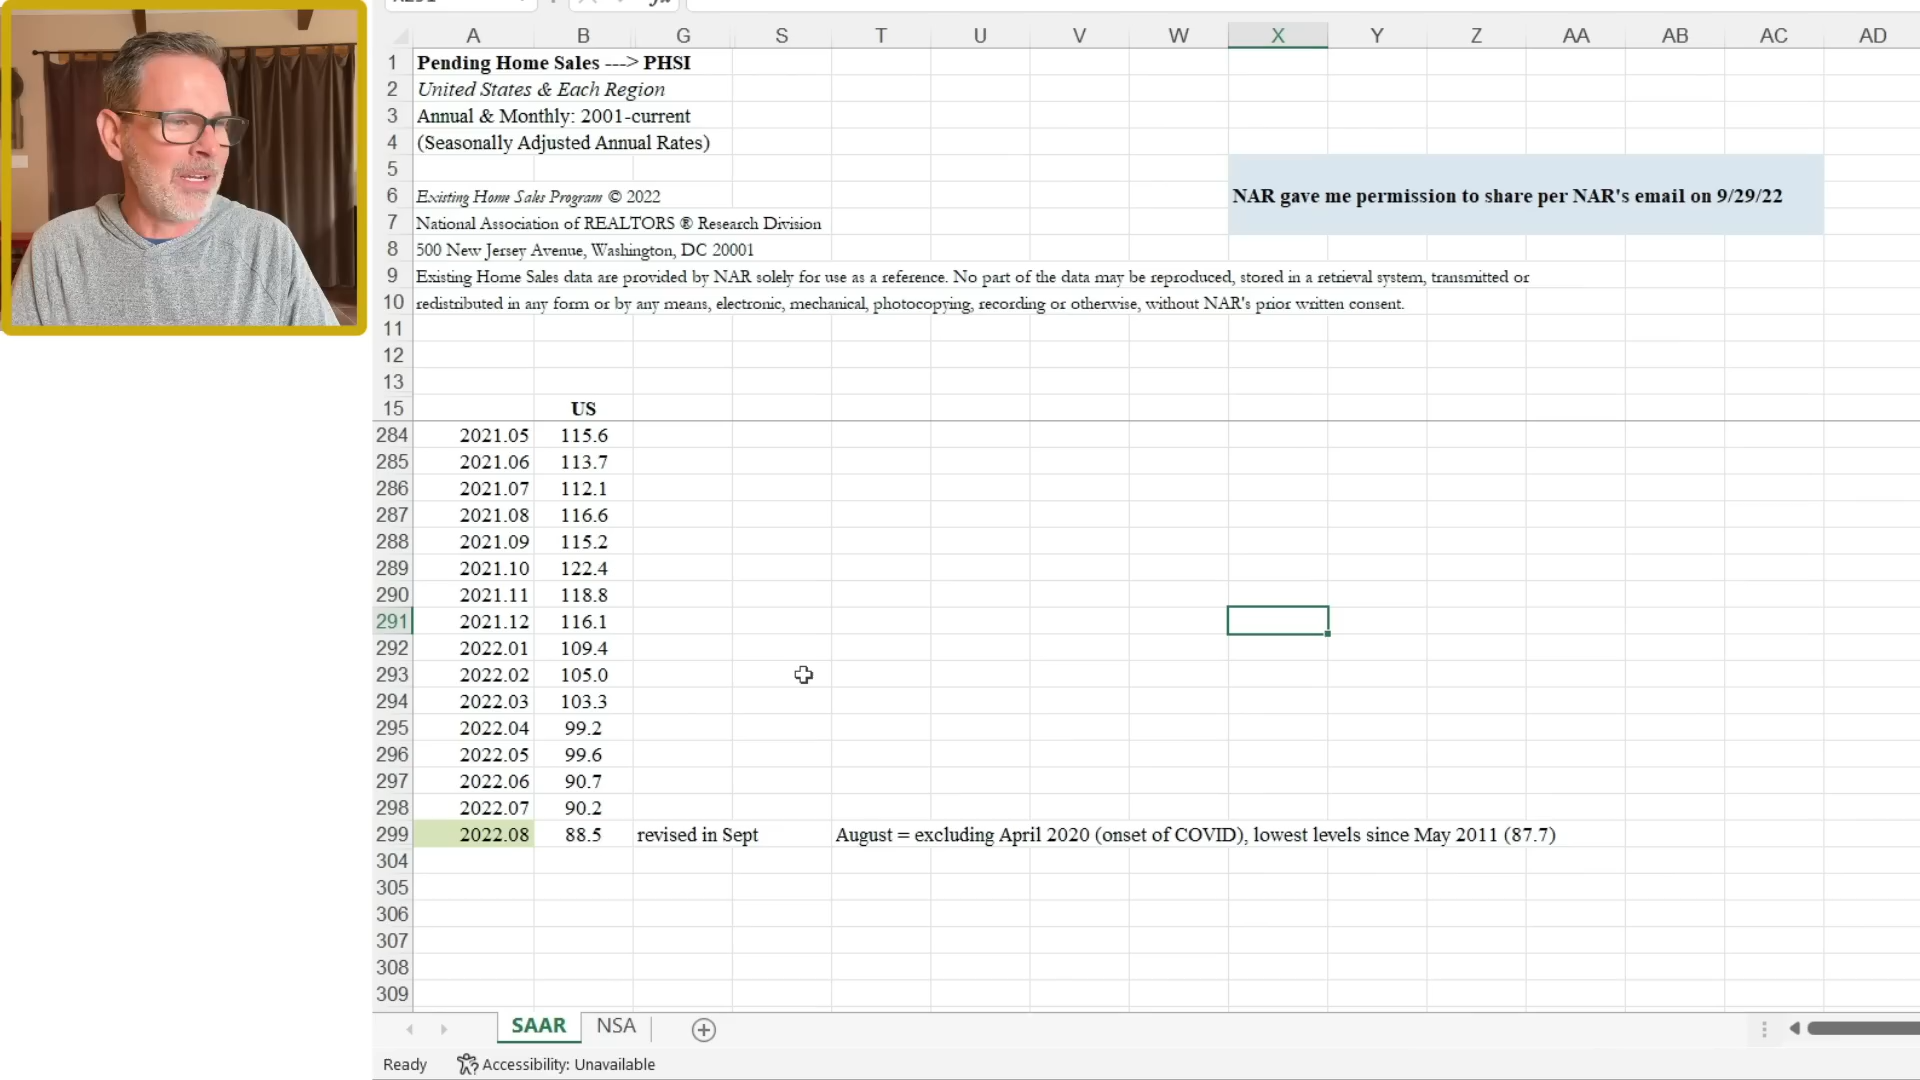 A B G S T U V W X Y Z AA AB AC AD
1 Pending Home Sales ---> PHSI
2 United States & Each Region
3 Annual & Monthly: 2001-current
4 (Seasonally Adjusted Annual Rates)
5
6 Existing Home Sales Program © 2022 NAR gave me permission to share per NAR's email on 9/29/22
7 National Association of REALTORS ® Research Division
8 500 New Jersey Avenue, Washington, DC 20001
9 Existing Home Sales data are provided by NAR solely for use as a reference. No part of the data may be reproduced, stored in a retrieval system, transmitted or
10 redistributed in any form or by any means, electronic, mechanical, photocopying, recording or otherwise, without NAR's prior written consent.
11
12
13
15 US
284 2021.05 115.6
285 2021.06 113.7
286 2021.07 112.1
287 2021.08 116.6
288 2021.09 115.2
289 2021.10 122.4
290 2021.11 118.8
291 2021.12 116.1
292 2022.01 109.4
293 2022.02 105.0
294 2022.03 103.3
295 2022.04 99.2
296 2022.05 99.6
297 2022.06 90.7
298 2022.07 90.2
299 2022.08 88.5 revised in Sept August = excluding April 2020 (onset of COVID), lowest levels since May 2011 (87.7)
304
305
306
307
308
309
SAAR NSA
Ready Accessibility: Unavailable